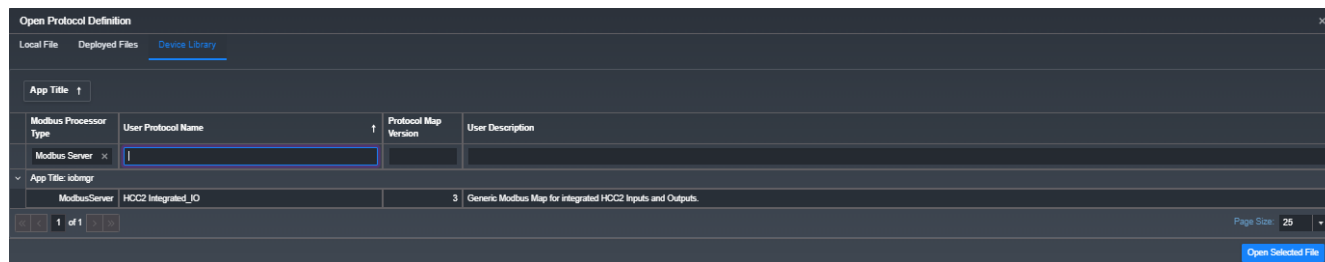 Open Protocol Definition ×
Local File Deployed Files Device Library
App Title ↑
Modbus Processor Type User Protocol Name ↑ Protocol Map Version User Description
Modbus Server ×
App Title: iobmgr
ModbusServer HCC2 Integrated_IO 3 Generic Modbus Map for integrated HCC2 Inputs and Outputs.
« < 1 of 1 > » Page Size: 25
Open Selected File